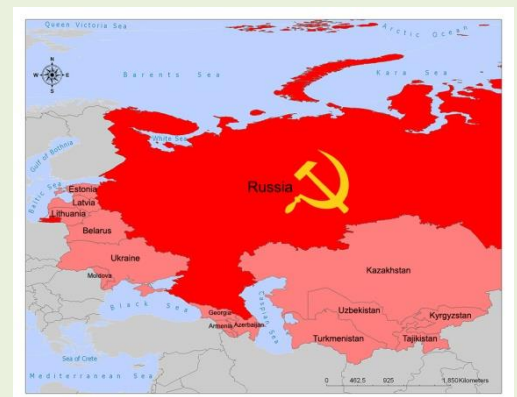 Queen Victoria Sea
Arctic Ocean
N
W E
S
Barents Sea
Kara Sea
White Sea
Gulf of Bothnia
Baltic Sea
Russia
Estonia
Latvia
Lithuania
Belarus
Ukraine
Moldova
Kazakhstan
Black Sea
Caspian Sea
Georgia
Armenia Azerbaijan
Uzbekistan
Kyrgyzstan
Turkmenistan
Tajikistan
Sea of Crete
Mediterranean Sea
0 462.5 925 1,850 Kilometers